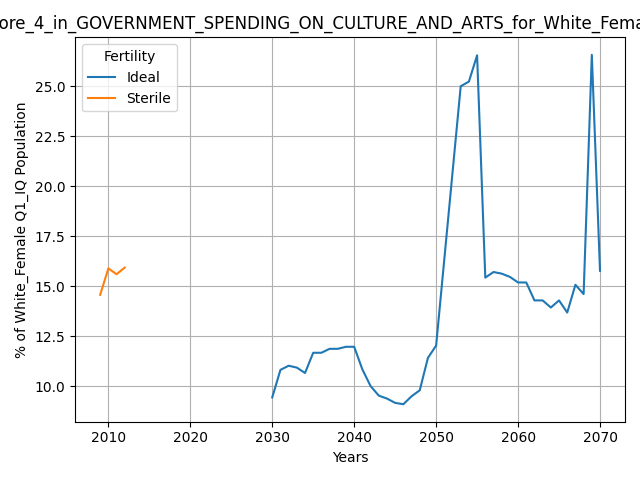 ore_4_in_GOVERNMENT_SPENDING_ON_CULTURE_AND_ARTS_for_White_Fema
Fertility
Ideal
Sterile
% of White_Female Q1_IQ Population
25.0
22.5
20.0
17.5
15.0
12.5
10.0
2010 2020 2030 2040 2050 2060 2070
Years